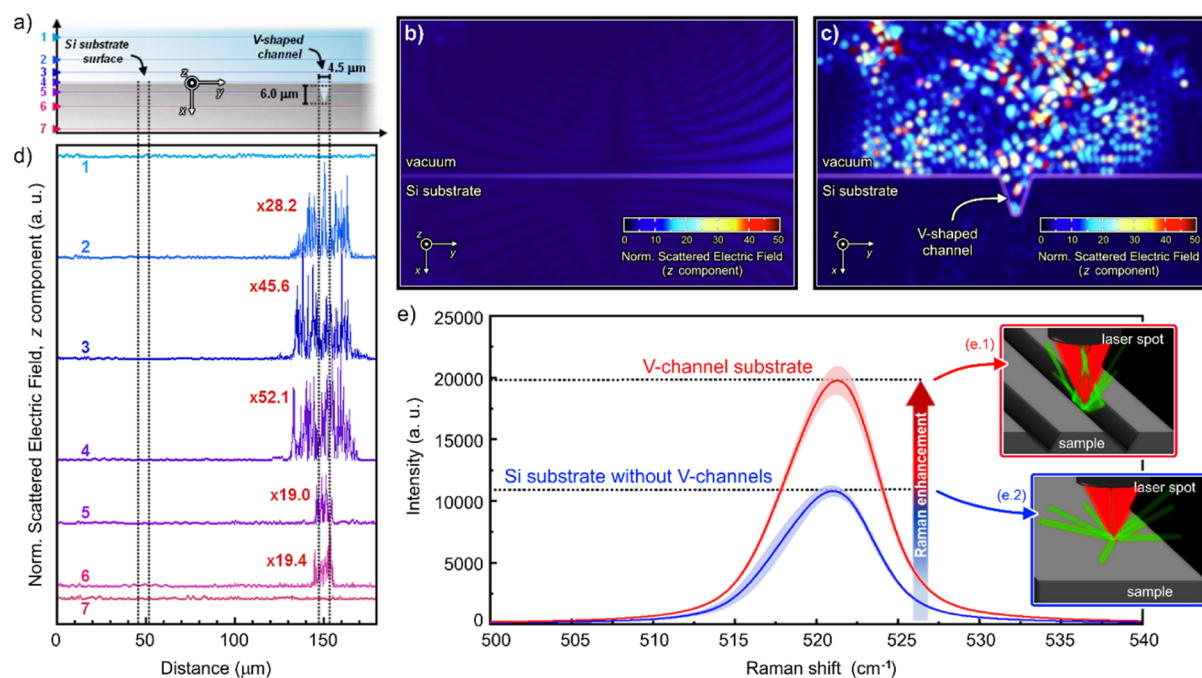 a)
Si substrate
surface
V-shaped
channel
4.5 μm
6.0 μm
z
y
x
1
2
3
4
5
6
7
b)
vacuum
Si substrate
z
y
x
0 10 20 30 40 50
Norm. Scattered Electric Field
(z component)
c)
vacuum
Si substrate
V-shaped
channel
z
y
x
0 10 20 30 40 50
Norm. Scattered Electric Field
(z component)
d)
Norm. Scattered Electric Field, z component (a. u.)
1
x28.2
2
x45.6
3
x52.1
4
x19.0
5
x19.4
6
7
0 50 100 150
Distance (μm)
e)
Intensity (a. u.)
25000
20000
15000
10000
5000
0
V-channel substrate
Si substrate without V-channels
Raman enhancement
(e.1)
laser spot
sample
(e.2)
laser spot
sample
500 505 510 515 520 525 530 535 540
Raman shift (cm⁻¹)